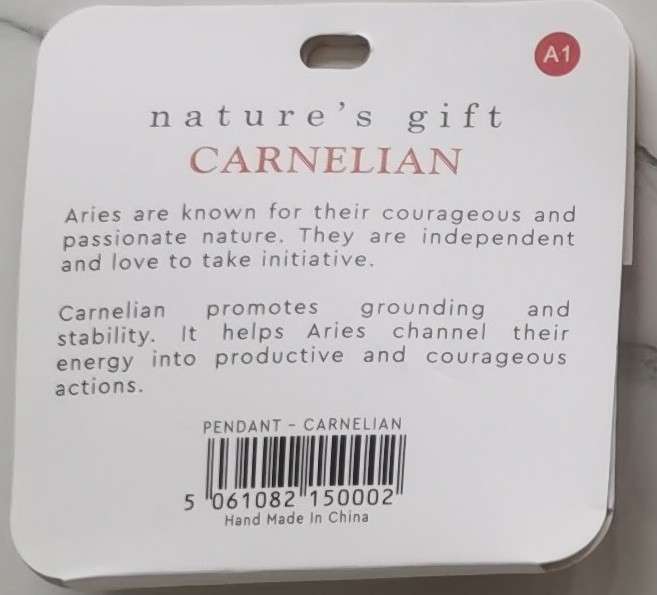 A1
nature's gift
CARNELIAN
Aries are known for their courageous and
passionate nature. They are independent
and love to take initiative.
Carnelian promotes grounding and
stability. It helps Aries channel their
energy into productive and courageous
actions.
PENDANT - CARNELIAN
5 061082 150002
Hand Made In China